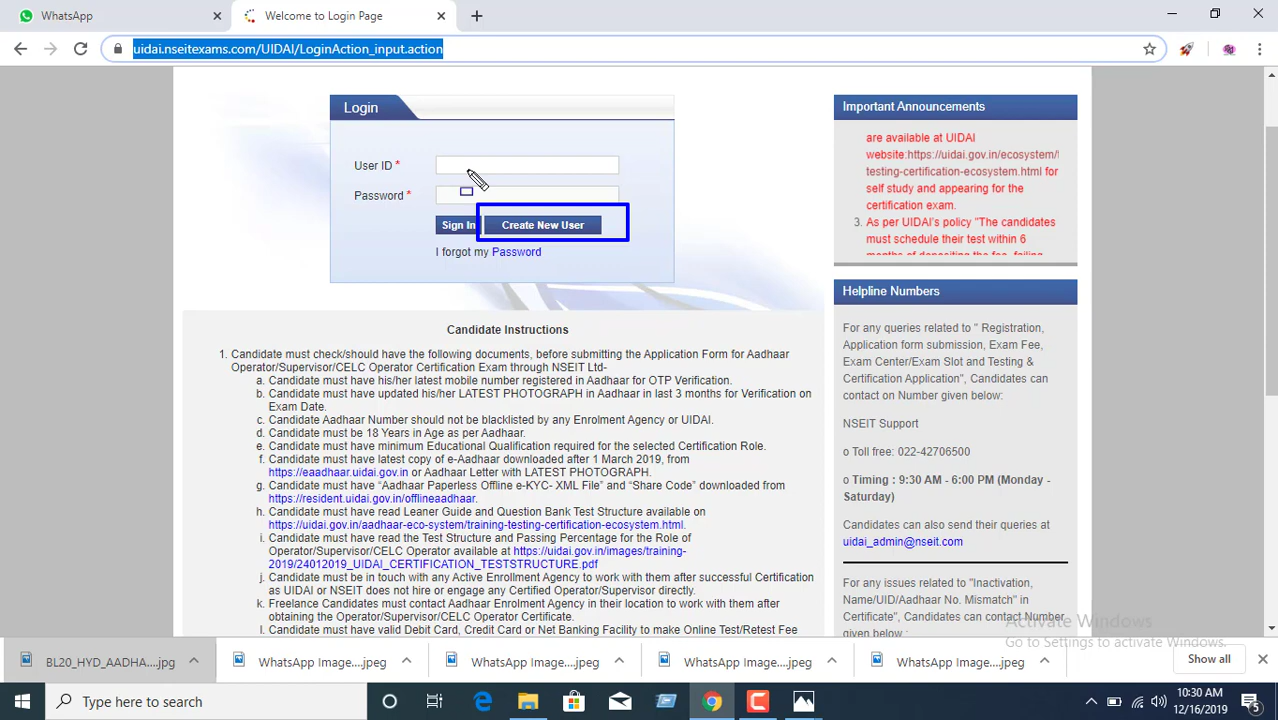 WhatsApp
Welcome to Login Page
uidai.nseitexams.com/UIDAI/LoginAction_input.action
Login
User ID *
Password *
Sign In
Create New User
I forgot my Password
Important Announcements
are available at UIDAI
website:https://uidai.gov.in/ecosystem/
testing-certification-ecosystem.html for
self study and appearing for the
certification exam.
3. As per UIDAI's policy "The candidates
must schedule their test within 6
months of depositing the fee, failing
Helpline Numbers
For any queries related to " Registration,
Application form submission, Exam Fee,
Exam Center/Exam Slot and Testing &
Certification Application", Candidates can
contact on Number given below:
NSEIT Support
o Toll free: 022-42706500
o Timing : 9:30 AM - 6:00 PM (Monday -
Saturday)
Candidates can also send their queries at
uidai_admin@nseit.com
For any issues related to "Inactivation,
Name/UID/Aadhaar No. Mismatch" in
Certificate", Candidates can contact Number
given below :
Candidate Instructions
1. Candidate must check/should have the following documents, before submitting the Application Form for Aadhaar
Operator/Supervisor/CELC Operator Certification Exam through NSEIT Ltd-
a. Candidate must have his/her latest mobile number registered in Aadhaar for OTP Verification.
b. Candidate must have updated his/her LATEST PHOTOGRAPH in Aadhaar in last 3 months for Verification on
Exam Date.
c. Candidate Aadhaar Number should not be blacklisted by any Enrolment Agency or UIDAI.
d. Candidate must be 18 Years in Age as per Aadhaar.
e. Candidate must have minimum Educational Qualification required for the selected Certification Role.
f. Candidate must have latest copy of e-Aadhaar downloaded after 1 March 2019, from
https://eaadhaar.uidai.gov.in or Aadhaar Letter with LATEST PHOTOGRAPH.
g. Candidate must have “Aadhaar Paperless Offline e-KYC- XML File” and “Share Code” downloaded from
https://resident.uidai.gov.in/offlineaadhaar.
h. Candidate must have read Leaner Guide and Question Bank Test Structure available on
https://uidai.gov.in/aadhaar-eco-system/training-testing-certification-ecosystem.html.
i. Candidate must have read the Test Structure and Passing Percentage for the Role of
Operator/Supervisor/CELC Operator available at https://uidai.gov.in/images/training-
2019/24012019_UIDAI_CERTIFICATION_TESTSTRUCTURE.pdf
j. Candidate must be in touch with any Active Enrollment Agency to work with them after successful Certification
as UIDAI or NSEIT does not hire or engage any Certified Operator/Supervisor directly.
k. Freelance Candidates must contact Aadhaar Enrolment Agency in their location to work with them after
obtaining the Operator/Supervisor/CELC Operator Certificate.
l. Candidate must have valid Debit Card, Credit Card or Net Banking Facility to make Online Test/Retest Fee
Activate Windows
Go to Settings to activate Windows.
BL20_HYD_AADHA....jpg
WhatsApp Image....jpeg
WhatsApp Image....jpeg
WhatsApp Image....jpeg
WhatsApp Image....jpeg
Show all
Type here to search
10:30 AM
12/16/2019
5